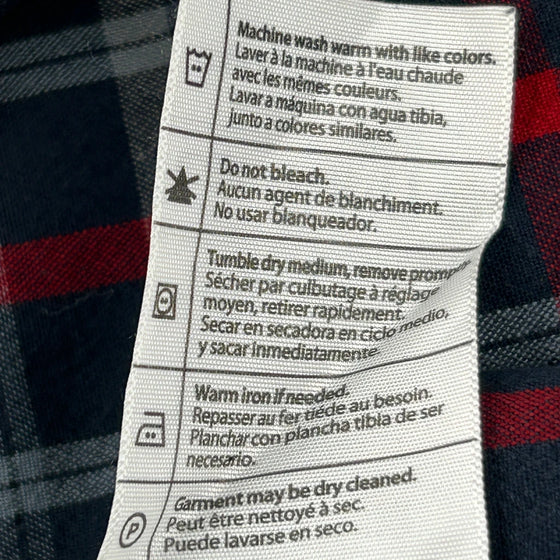 Machine wash warm with like colors.
Laver à la machine à l'eau chaude
avec les mêmes couleurs.
Lavar a máquina con agua tibia,
junto a colores similares.
Do not bleach.
Aucun agent de blanchiment.
No usar blanqueador.
Tumble dry medium, remove
Sécher par culbutage à réglage
moyen, retirer rapidement.
Secar en secadora en ciclo medio,
y sacar inmediatamente.
Warm iron if needed.
Repasser au fer tiéde au besoin.
Planchar con plancha tibia de ser
necesario.
Garment may be dry cleaned.
Peut être nettoyé à sec.
Puede lavarse en seco.
P